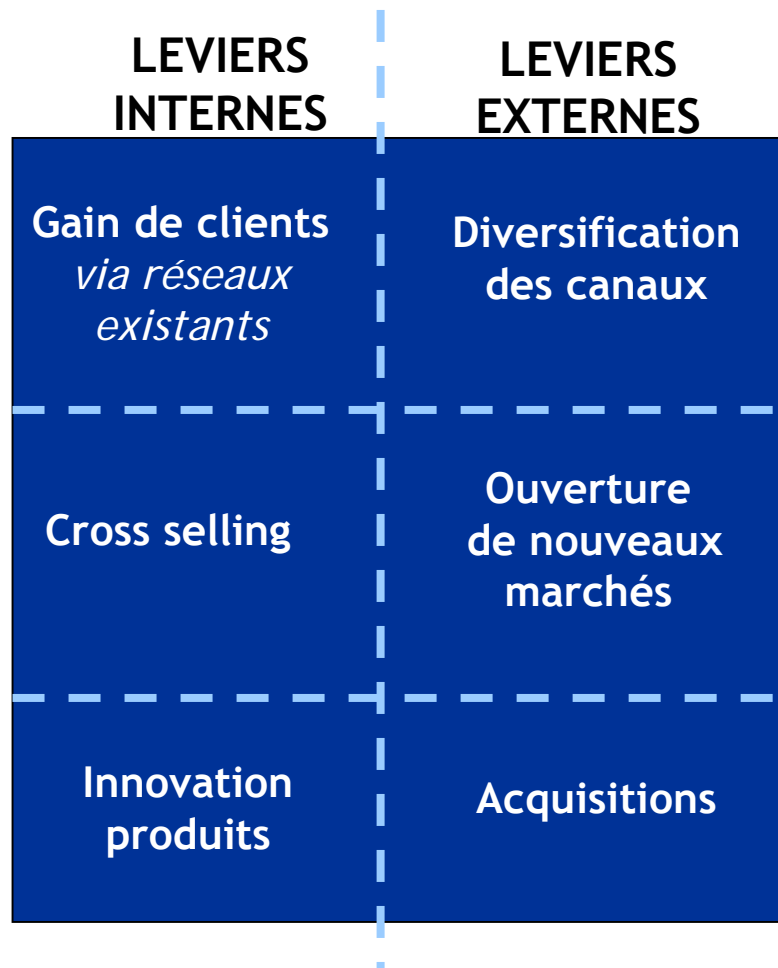 LEVIERS
INTERNES
LEVIERS
EXTERNES
Gain de clients
via réseaux
existants
Diversification
des canaux
Cross selling
Ouverture
de nouveaux
marchés
Innovation
produits
Acquisitions